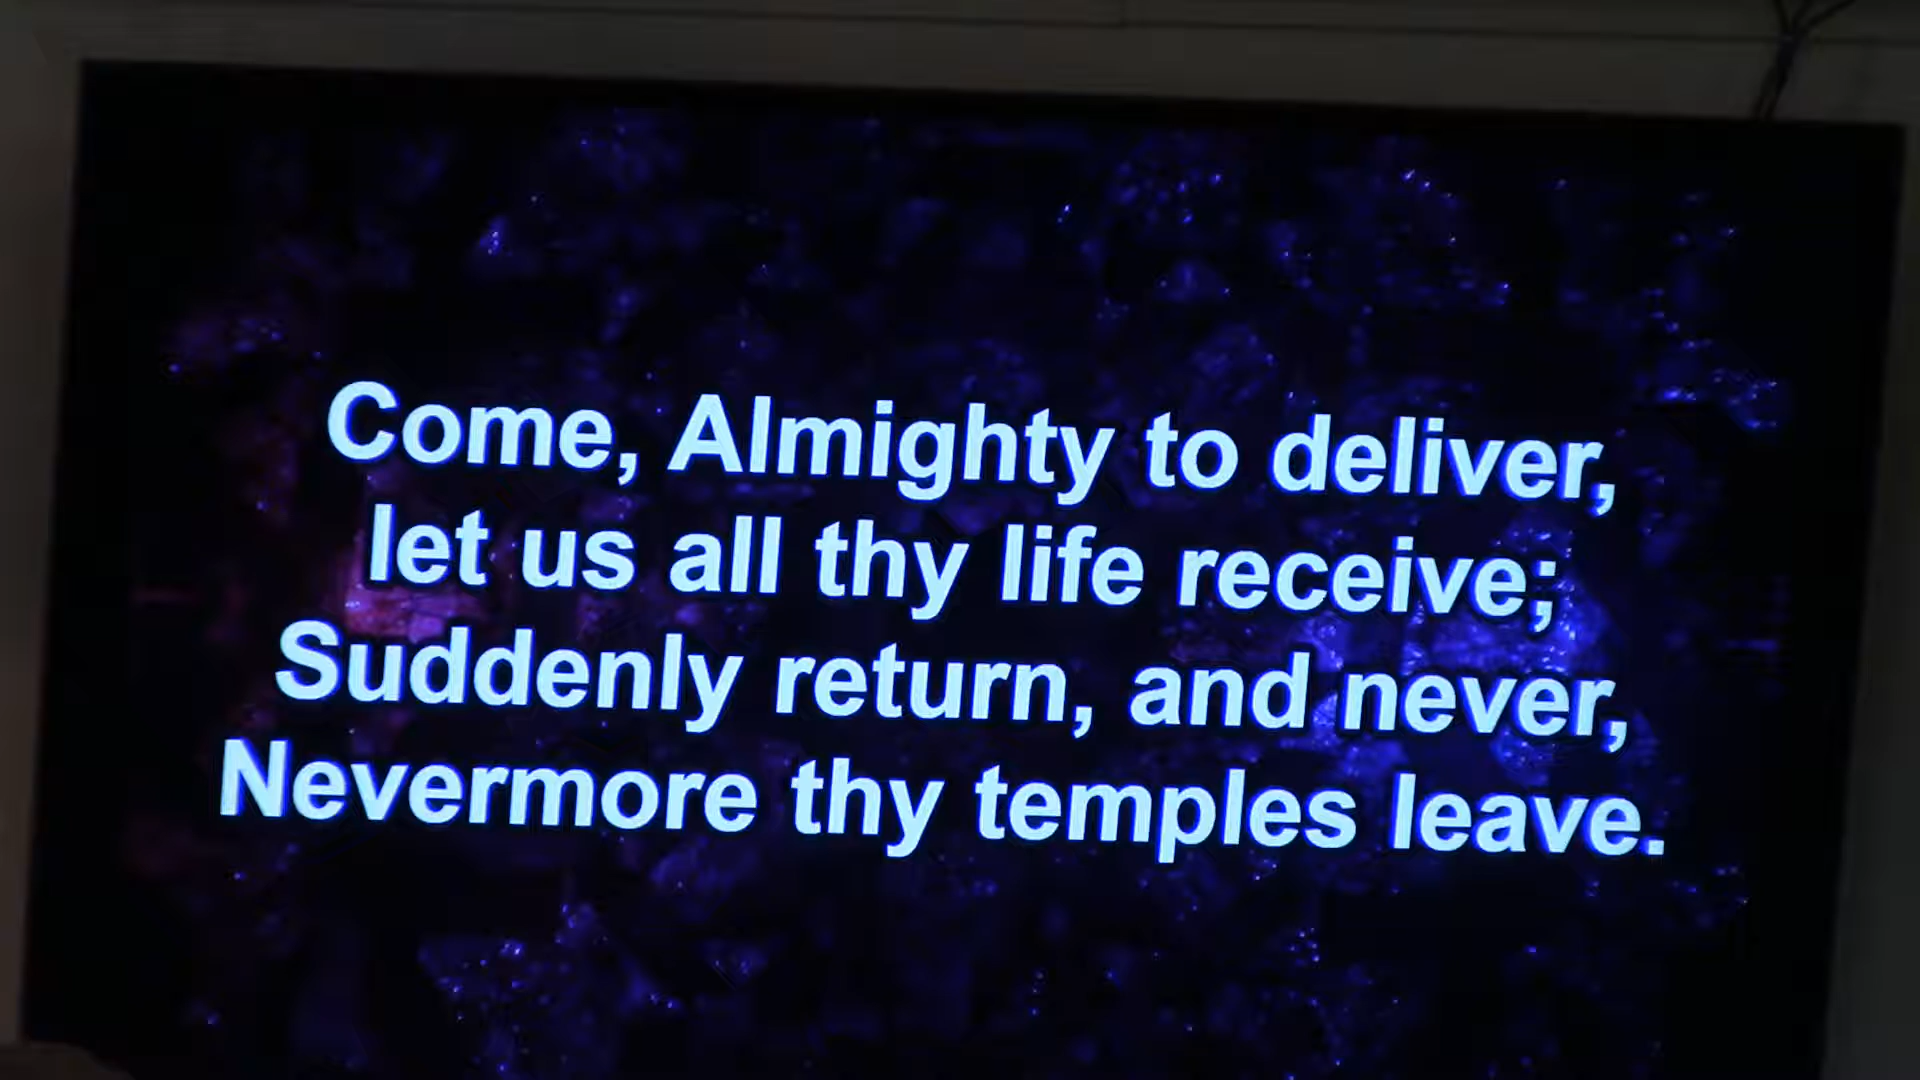 Come, Almighty to deliver,
let us all thy life receive;
Suddenly return, and never,
Nevermore thy temples leave.